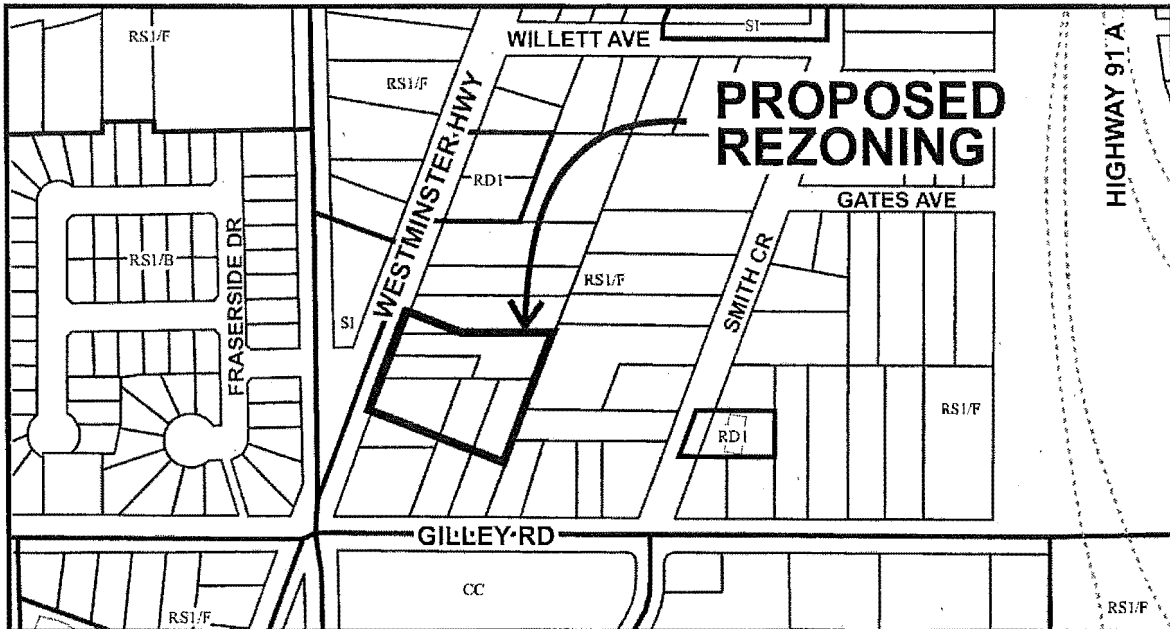 RS1/F
WILLETT AVE
SI
HIGHWAY 91 A
RS1/F
WESTMINSTER HWY
PROPOSED
REZONING
RD1
GATES AVE
FRASERSIDE DR
RS1/B
RS1/F
SMITH CR
SI
RS1/F
RD1
GILLEY RD
CC
RS1/F
RS1/F